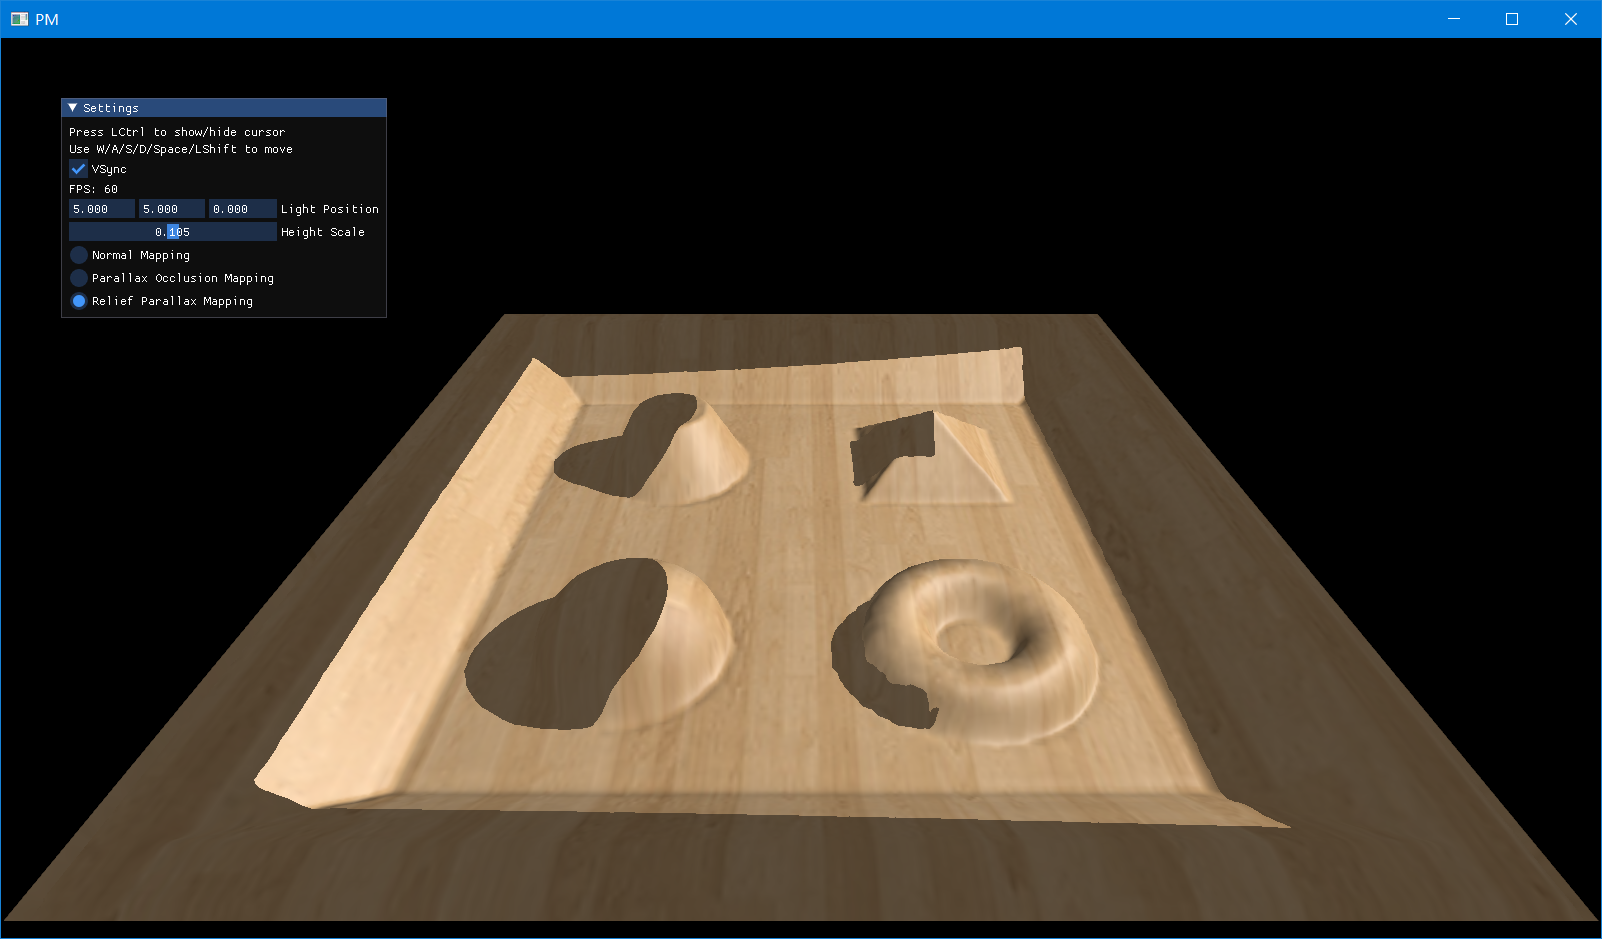 PM
Settings
Press LCtrl to show/hide cursor
Use W/A/S/D/Space/LShift to move
VSync
FPS: 60
5.000 5.000 0.000 Light Position
0.105 Height Scale
Normal Mapping
Parallax Occlusion Mapping
Relief Parallax Mapping